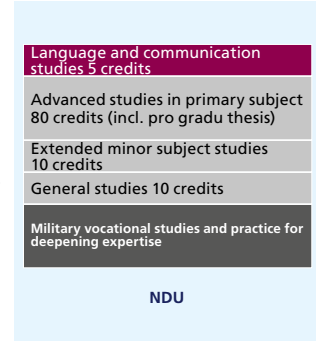 Language and communication
studies 5 credits
Advanced studies in primary subject
80 credits (incl. pro gradu thesis)
Extended minor subject studies
10 credits
General studies 10 credits
Military vocational studies and practice for
deepening expertise
NDU